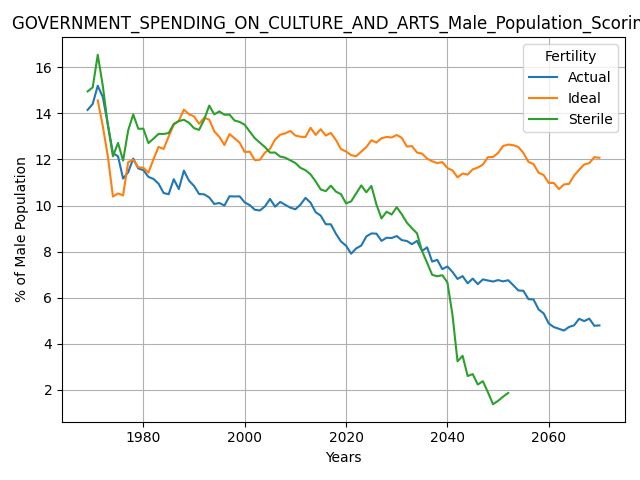 GOVERNMENT_SPENDING_ON_CULTURE_AND_ARTS_Male_Population_Scorin
Fertility
Actual
Ideal
Sterile
% of Male Population
16
14
12
10
8
6
4
2
1980 2000 2020 2040 2060
Years